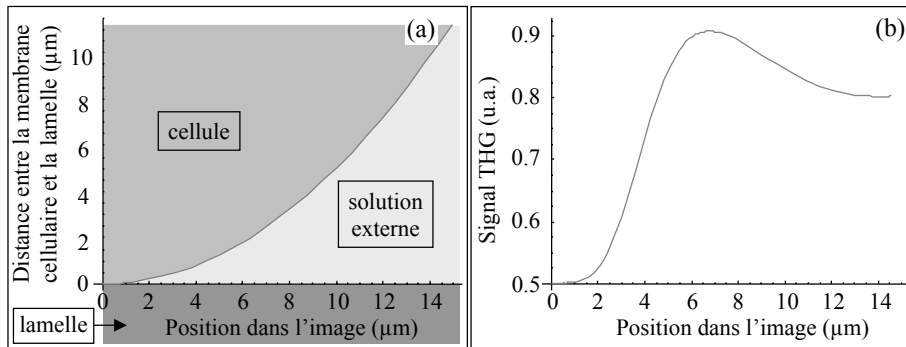 Distance entre la membrane
cellulaire et la lamelle (µm)
(a)
10
8
6
4
2
0
cellule
solution
externe
0 2 4 6 8 10 12 14
Position dans l'image (µm)
lamelle
(b)
Signal THG (u.a.)
0.9
0.8
0.7
0.6
0.5
0 2 4 6 8 10 12 14
Position dans l'image (µm)